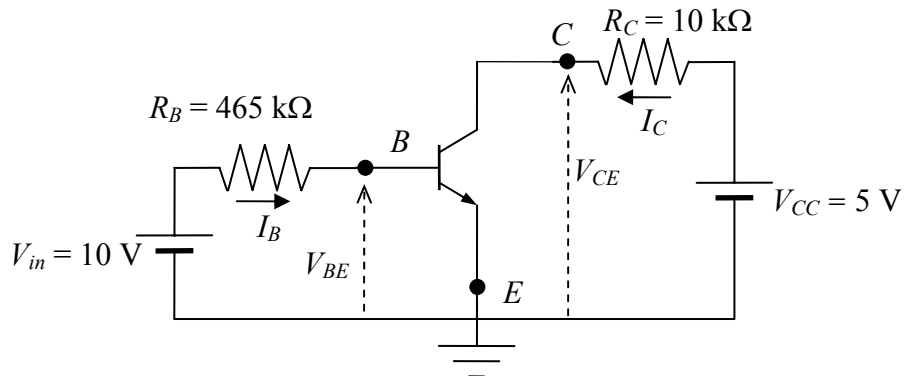 C
R_C = 10 kΩ
R_B = 465 kΩ
I_C
B
V_CE
I_B
V_CC = 5 V
V_in = 10 V
V_BE
E